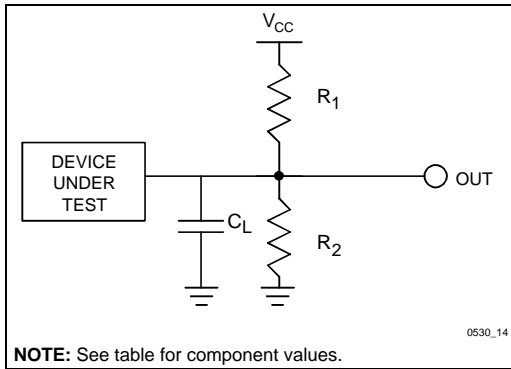 VCC
R1
DEVICE
UNDER
TEST
OUT
CL
R2
0530_14
NOTE: See table for component values.